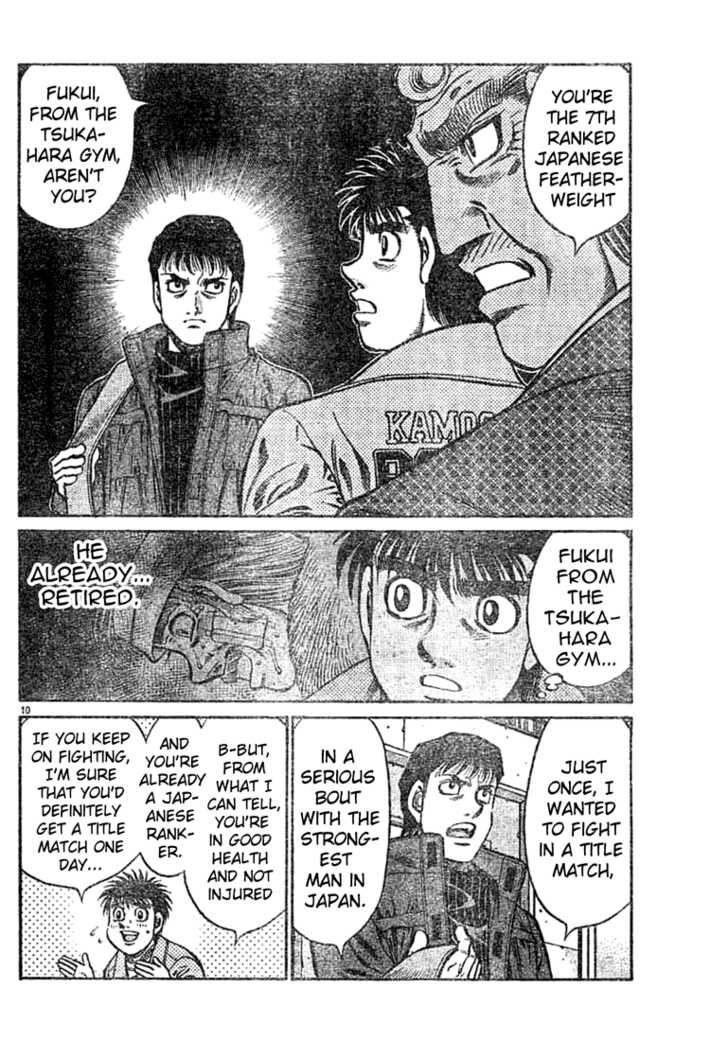 YOU'RE
THE 7TH
RANKED
JAPANESE
FEATHER-
WEIGHT
FUKUI,
FROM THE
TSUKA-
HARA GYM,
AREN'T
YOU?
KAMOG
FUKUI
FROM
THE
TSUKA-
HARA
GYM...
HE
ALREADY...
RETIRED.
10
JUST
ONCE, I
WANTED
TO FIGHT
IN A TITLE
MATCH,
IN A
SERIOUS
BOUT
WITH THE
STRONG-
EST
MAN IN
JAPAN.
B-BUT,
FROM
WHAT I
CAN TELL,
YOU'RE
IN GOOD
HEALTH
AND NOT
INJURED
AND
YOU'RE
ALREADY
A JAP-
ANESE
RANK-
ER.
IF YOU KEEP
ON FIGHTING,
I'M SURE
THAT YOU'D
DEFINITELY
GET A TITLE
MATCH ONE
DAY...